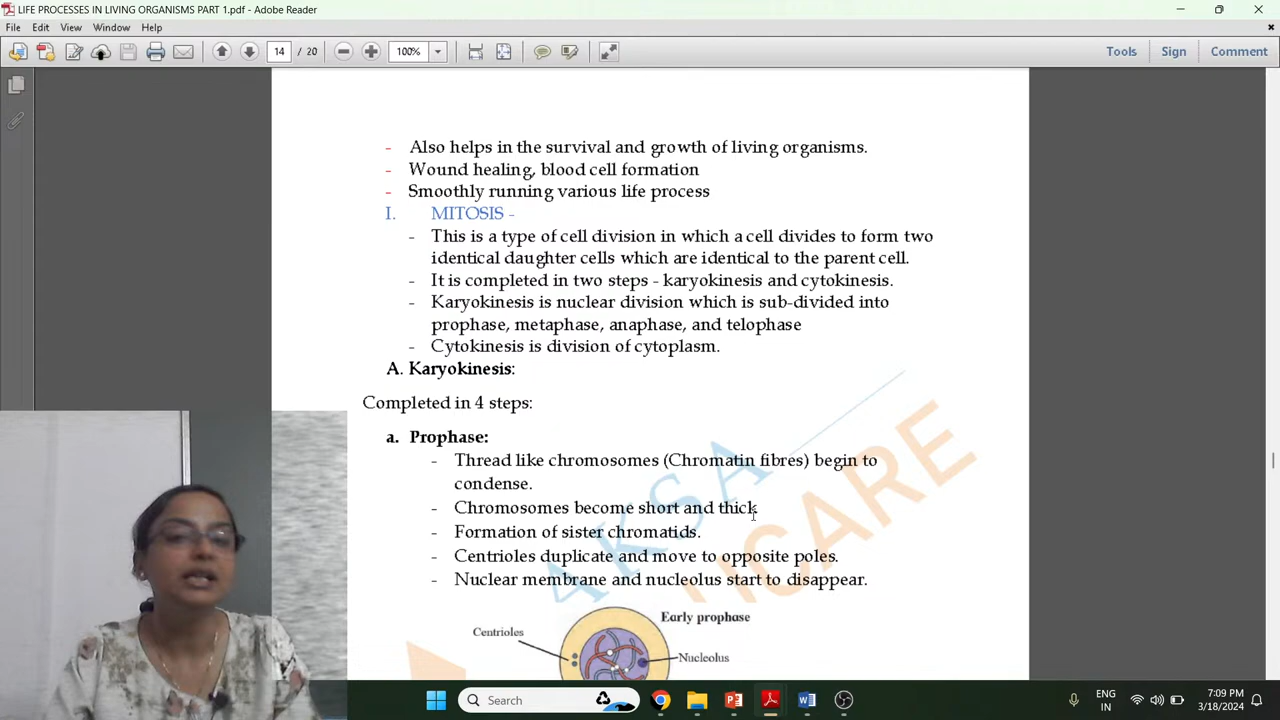 LIFE PROCESSES IN LIVING ORGANISMS PART 1.pdf - Adobe Reader
File Edit View Window Help
14 / 20 100% Tools Sign Comment
- Also helps in the survival and growth of living organisms.
- Wound healing, blood cell formation
- Smoothly running various life process
I. MITOSIS -
- This is a type of cell division in which a cell divides to form two
identical daughter cells which are identical to the parent cell.
- It is completed in two steps - karyokinesis and cytokinesis.
- Karyokinesis is nuclear division which is sub-divided into
prophase, metaphase, anaphase, and telophase
- Cytokinesis is division of cytoplasm.
A. Karyokinesis:
Completed in 4 steps:
a. Prophase:
- Thread like chromosomes (Chromatin fibres) begin to
condense.
- Chromosomes become short and thick
- Formation of sister chromatids.
- Centrioles duplicate and move to opposite poles.
- Nuclear membrane and nucleolus start to disappear.
Early prophase
Centrioles
Nucleolus
Search
ENG
IN
7:09 PM
3/18/2024